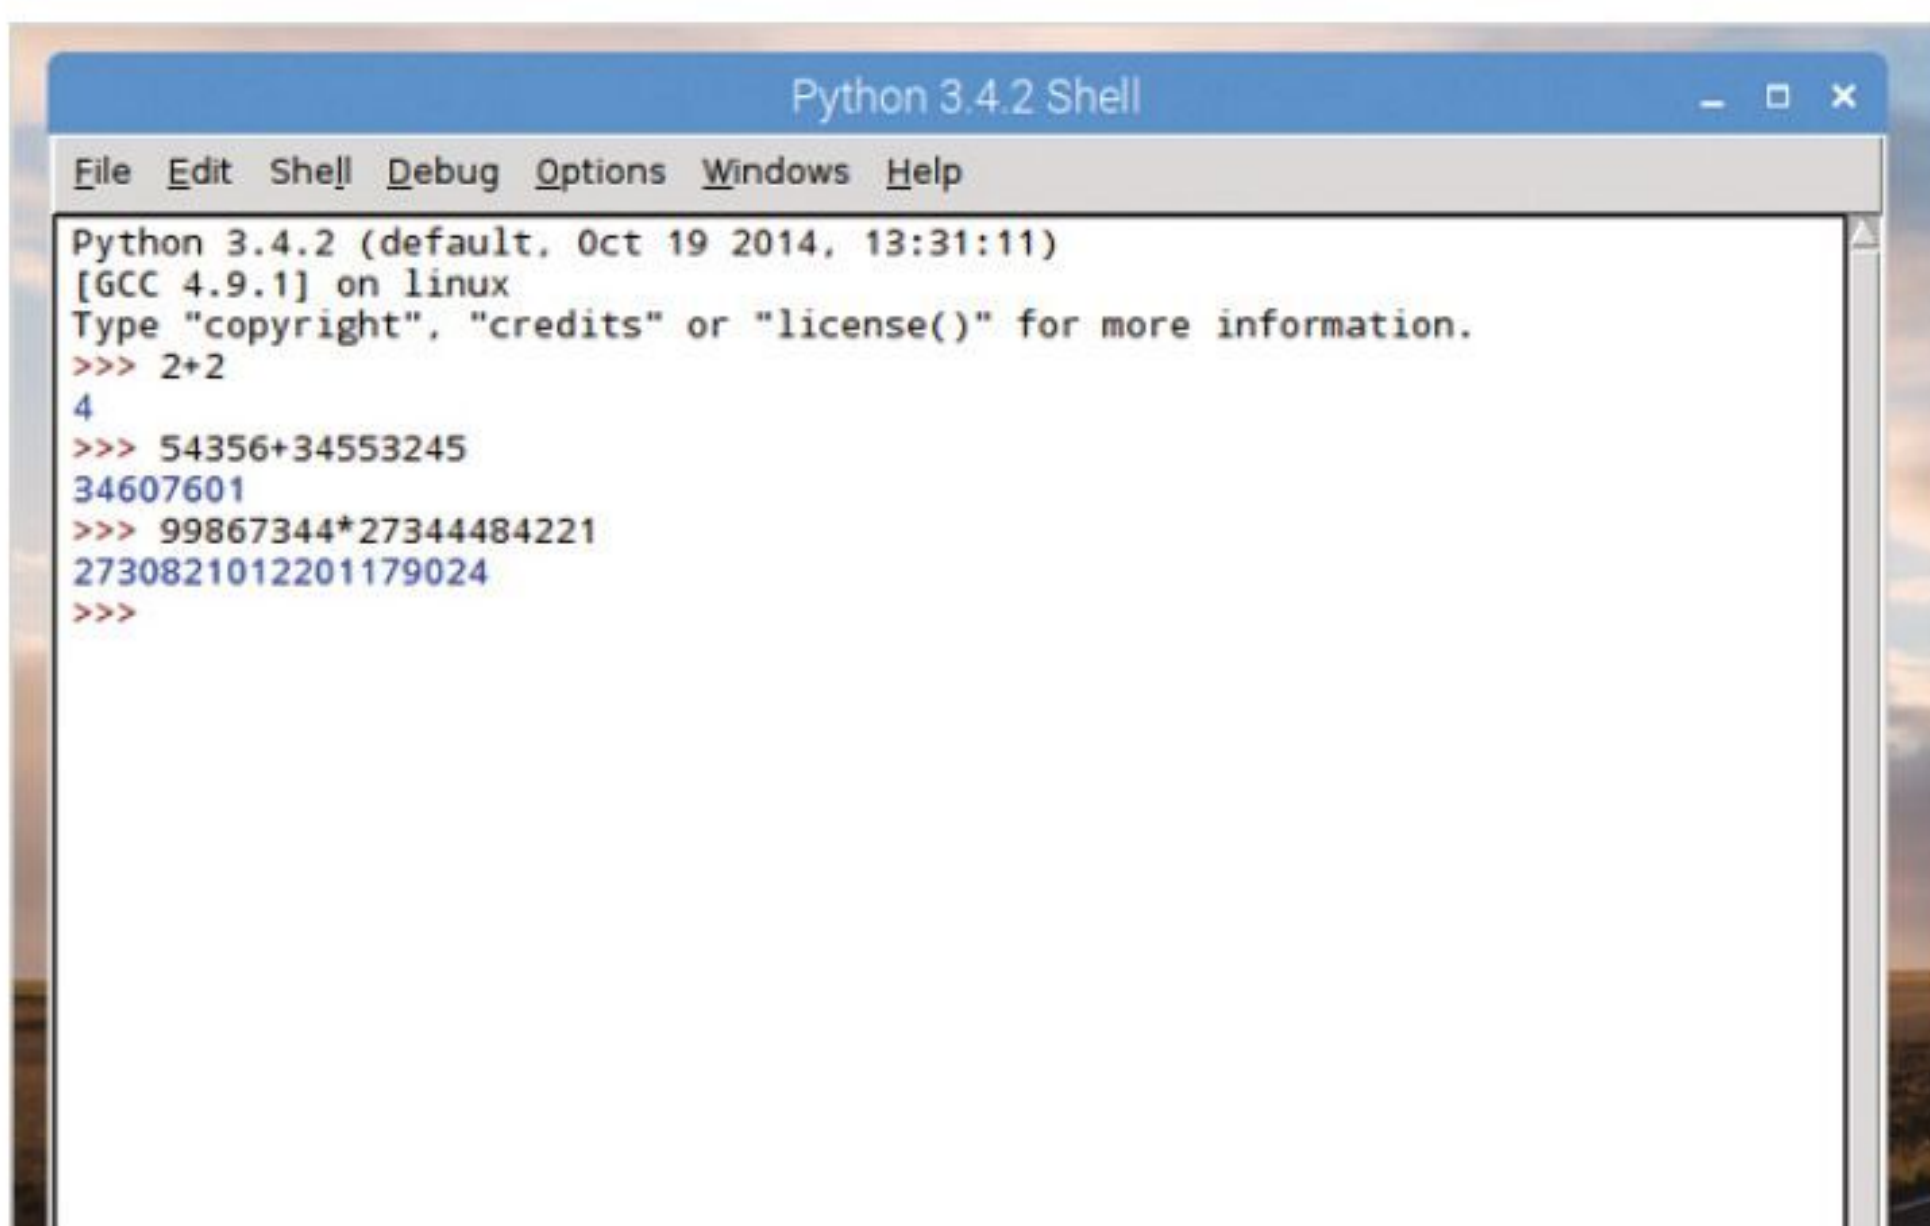 Python 3.4.2 Shell
File Edit Shell Debug Options Windows Help
Python 3.4.2 (default, Oct 19 2014, 13:31:11)
[GCC 4.9.1] on linux
Type "copyright", "credits" or "license()" for more information.
>>> 2+2
4
>>> 54356+34553245
34607601
>>> 99867344*27344484221
2730821012201179024
>>>